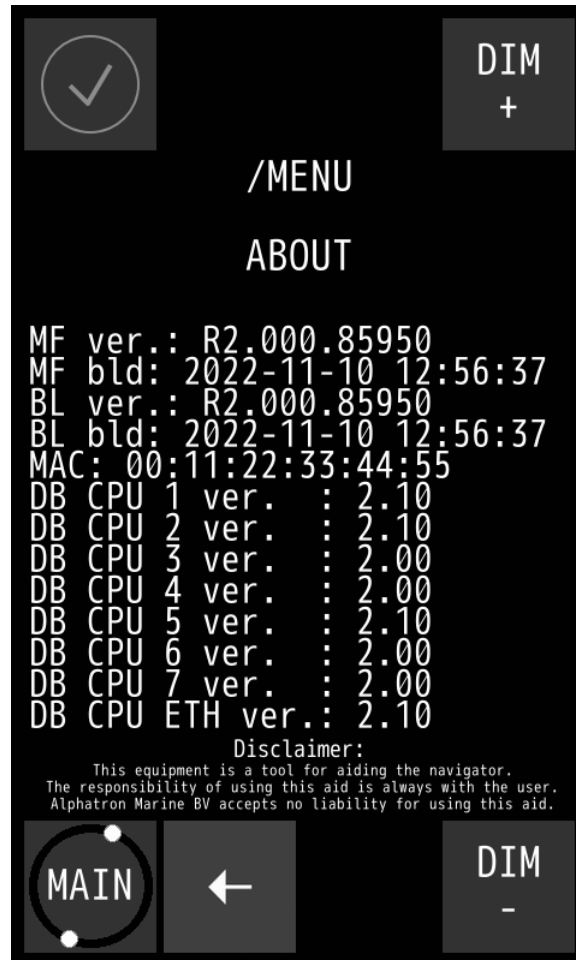 DIM
+
/MENU
ABOUT
MF ver.: R2.000.85950
MF bld: 2022-11-10 12:56:37
BL ver.: R2.000.85950
BL bld: 2022-11-10 12:56:37
MAC: 00:11:22:33:44:55
DB CPU 1 ver.  : 2.10
DB CPU 2 ver.  : 2.10
DB CPU 3 ver.  : 2.00
DB CPU 4 ver.  : 2.00
DB CPU 5 ver.  : 2.10
DB CPU 6 ver.  : 2.00
DB CPU 7 ver.  : 2.00
DB CPU ETH ver.: 2.10
Disclaimer:
This equipment is a tool for aiding the navigator.
The responsibility of using this aid is always with the user.
Alphatron Marine BV accepts no liability for using this aid.
MAIN
←
DIM
-